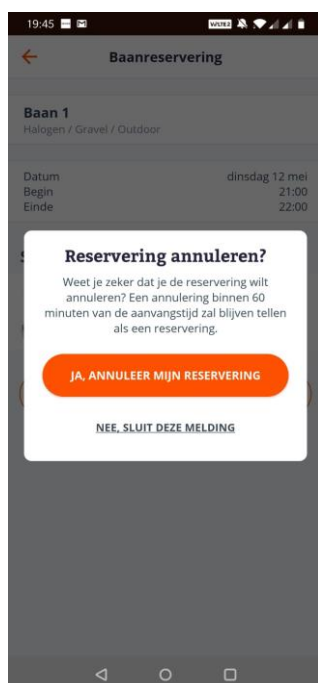 19:45
Baanreservering
Baan 1
Halogen / Gravel / Outdoor
Datum dinsdag 12 mei
Begin 21:00
Einde 22:00
Reservering annuleren?
Weet je zeker dat je de reservering wilt
annuleren? Een annulering binnen 60
minuten van de aanvangstijd zal blijven tellen
als een reservering.
JA, ANNULEER MIJN RESERVERING
NEE, SLUIT DEZE MELDING